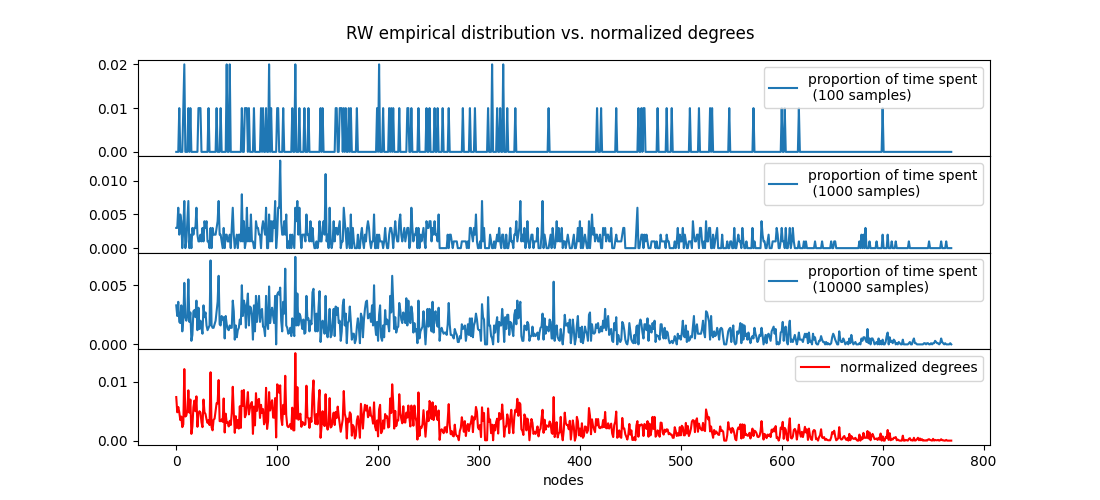 RW empirical distribution vs. normalized degrees
0.02
0.01
0.00
proportion of time spent
(100 samples)
0.010
0.005
0.000
proportion of time spent
(1000 samples)
0.005
0.000
proportion of time spent
(10000 samples)
0.01
0.00
normalized degrees
0 100 200 300 400 500 600 700 800
nodes